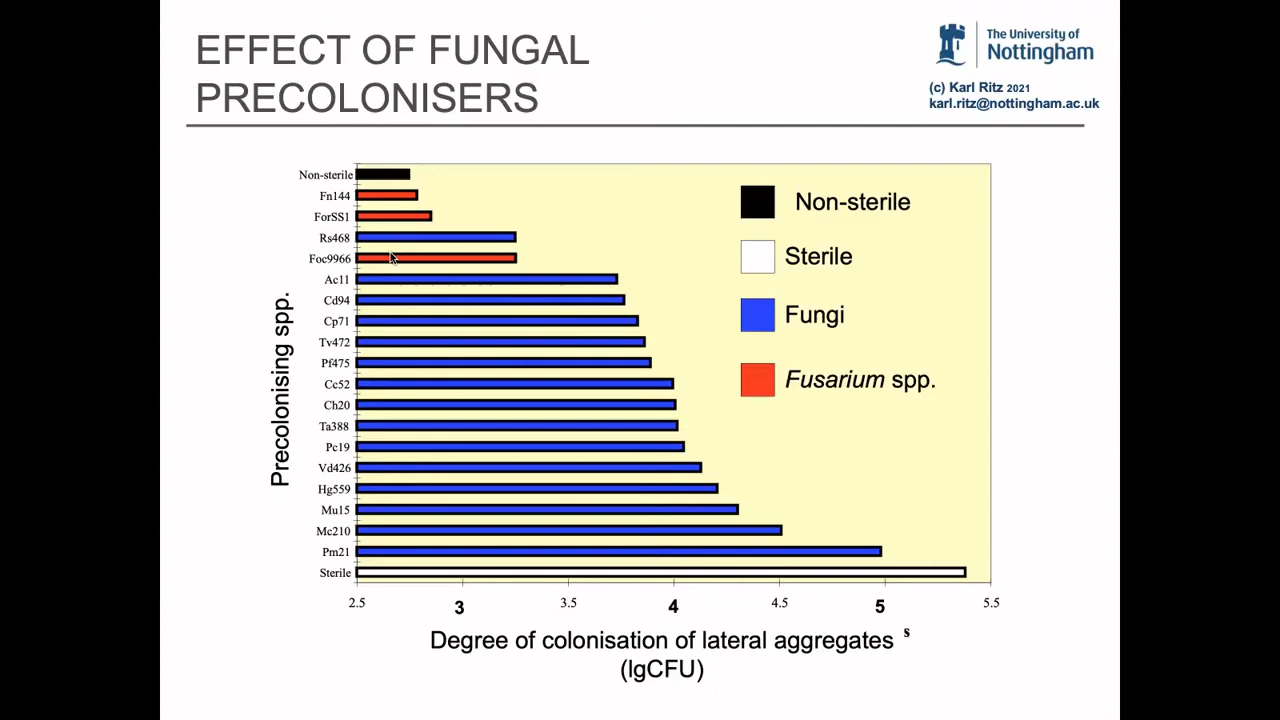 EFFECT OF FUNGAL
PRECOLONISERS
The University of
Nottingham
(c) Karl Ritz 2021
karl.ritz@nottingham.ac.uk
Precolonising spp.
Non-sterile
Fn144
ForSS1
Rs468
Foc9966
Ac11
Cd94
Cp71
Tv472
Pf475
Cc52
Ch20
Ta388
Pc19
Vd426
Hg559
Mu15
Mc210
Pm21
Sterile
Non-sterile
Sterile
Fungi
Fusarium spp.
2.5 3 3.5 4 4.5 5 5.5
Degree of colonisation of lateral aggregates s
(lgCFU)